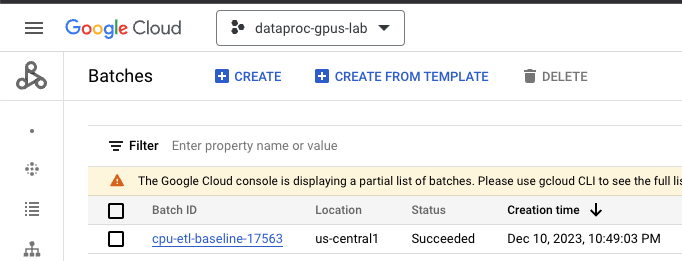 Google Cloud
dataproc-gpus-lab
Batches
CREATE
CREATE FROM TEMPLATE
DELETE
Filter
Enter property name or value
The Google Cloud console is displaying a partial list of batches. Please use gcloud CLI to see the full lis
Batch ID Location Status Creation time
cpu-etl-baseline-17563 us-central1 Succeeded Dec 10, 2023, 10:49:03 PM